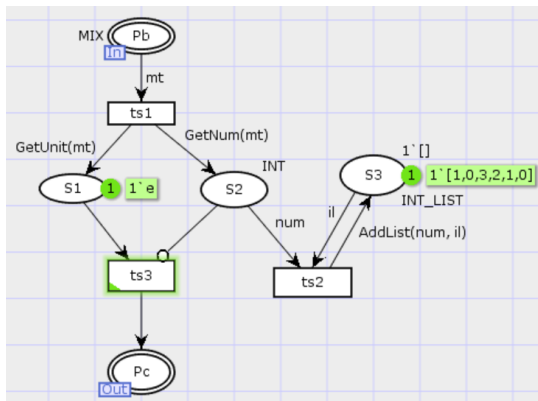 MIX
Pb
In
mt
ts1
GetUnit(mt)
GetNum(mt)
S1
1
1`e
INT
S2
1`[]
S3
1
1`[1,0,3,2,1,0]
INT_LIST
num
il
AddList(num, il)
ts3
ts2
Pc
Out